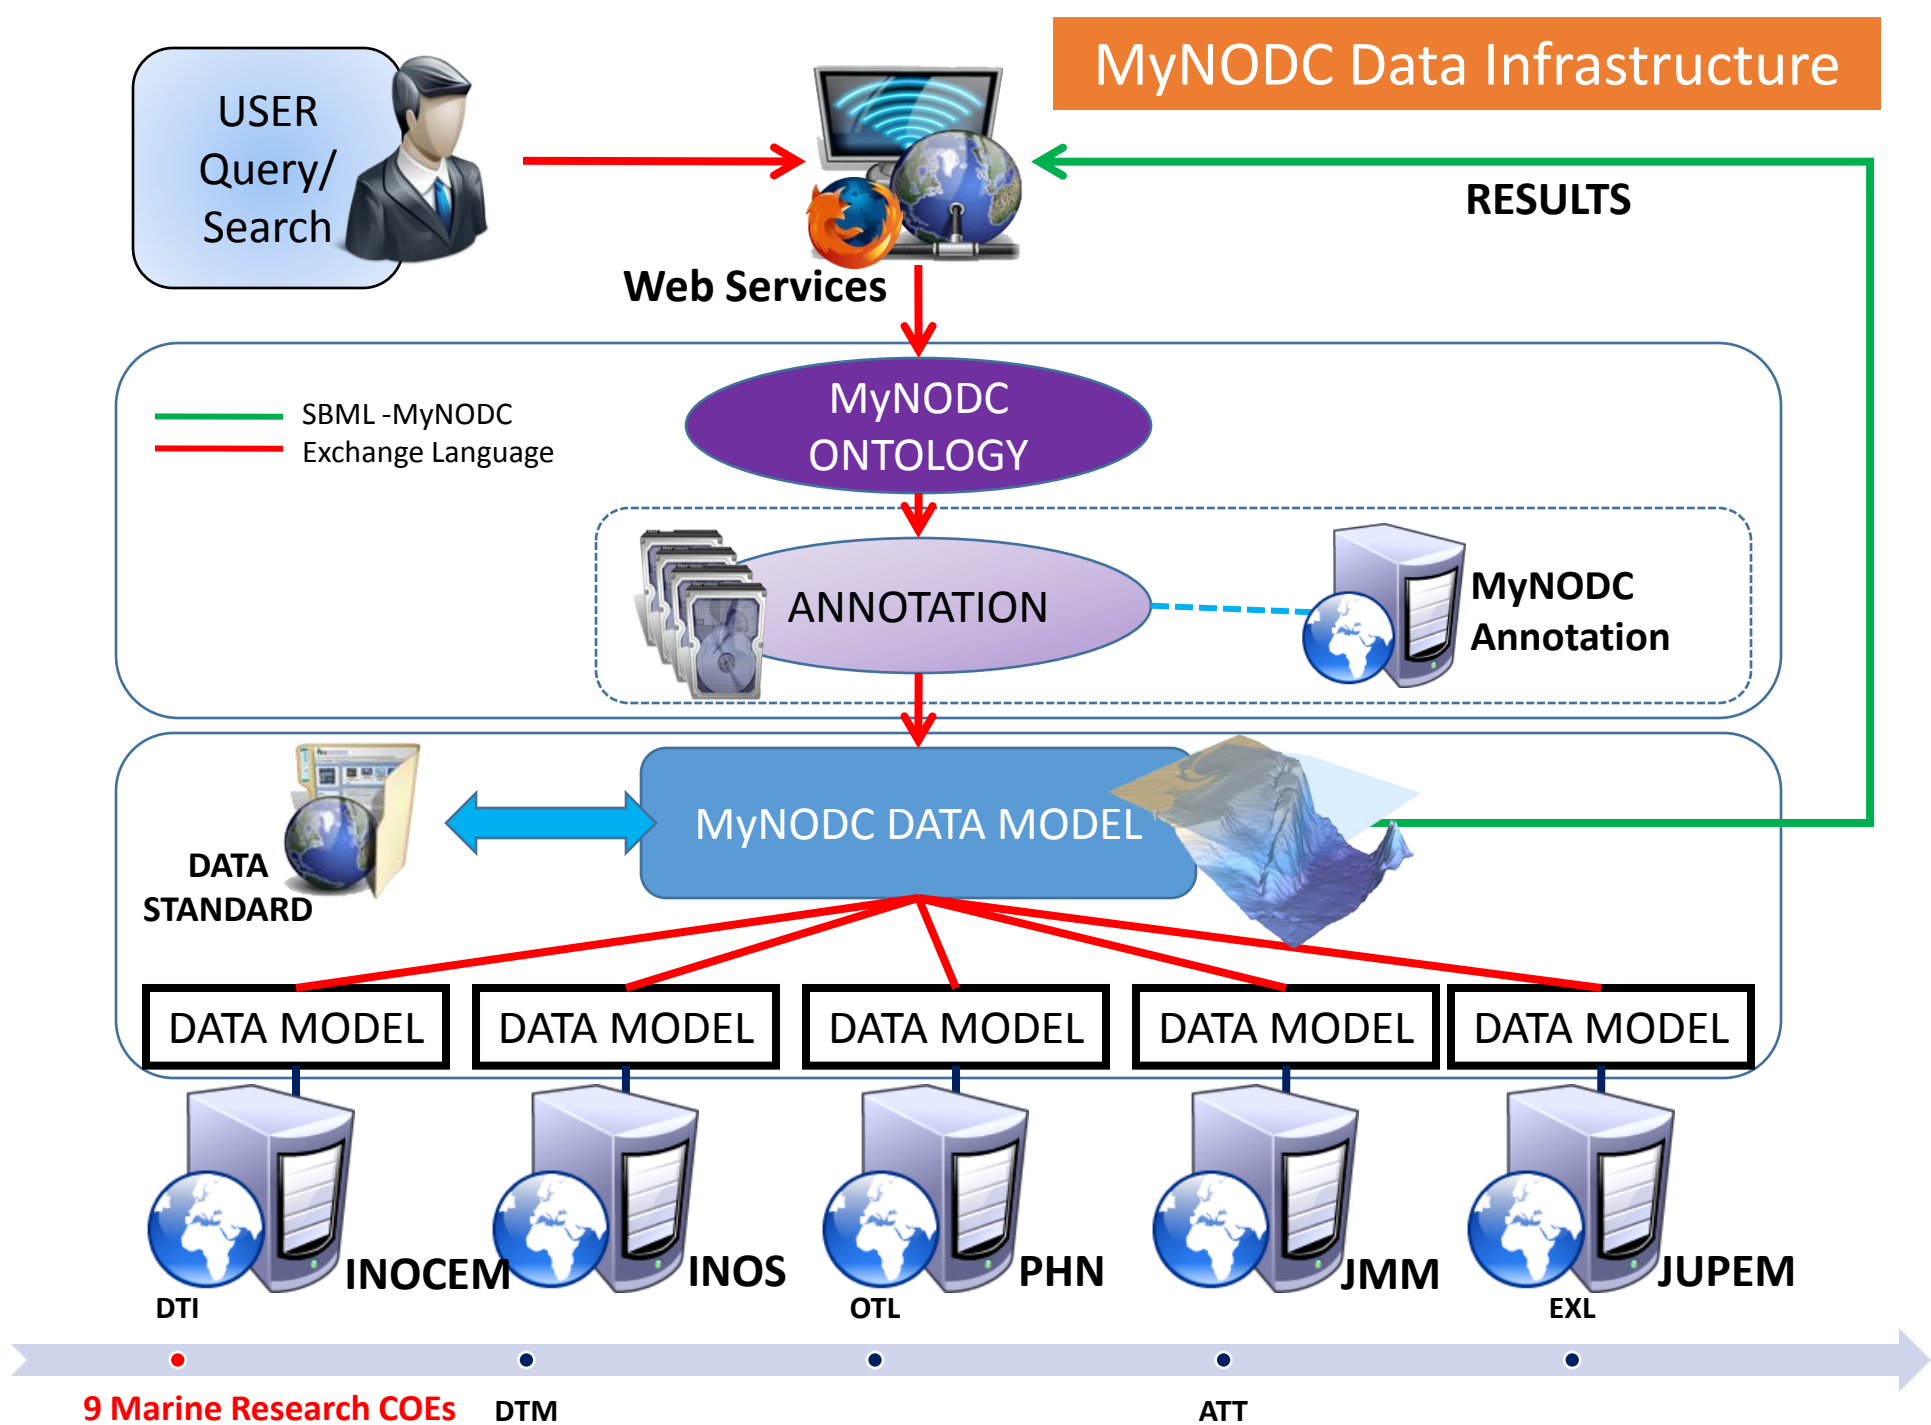 MyNODC Data Infrastructure
USER
Query/
Search
RESULTS
Web Services
MyNODC
ONTOLOGY
SBML -MyNODC
Exchange Language
ANNOTATION
MyNODC
Annotation
MyNODC DATA MODEL
DATA
STANDARD
DATA MODEL
DATA MODEL
DATA MODEL
DATA MODEL
DATA MODEL
INOCEM
INOS
PHN
JMM
JUPEM
DTI
OTL
EXL
9 Marine Research COEs
DTM
ATT